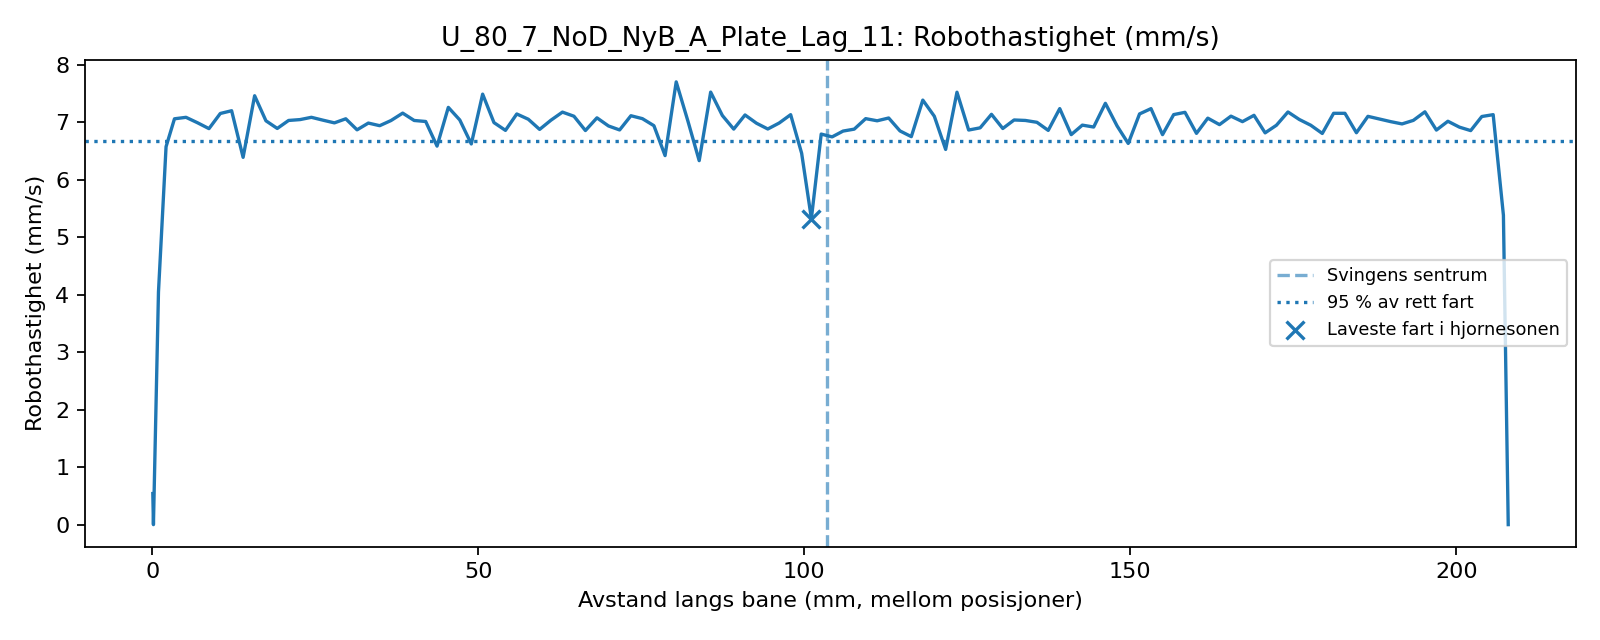 U_80_7_NoD_NyB_A_Plate_Lag_11: Robothastighet (mm/s)
8
7
6
5
4
3
2
1
0
Robothastighet (mm/s)
Svingens sentrum
95 % av rett fart
Laveste fart i hjornesonen
0 50 100 150 200
Avstand langs bane (mm, mellom posisjoner)